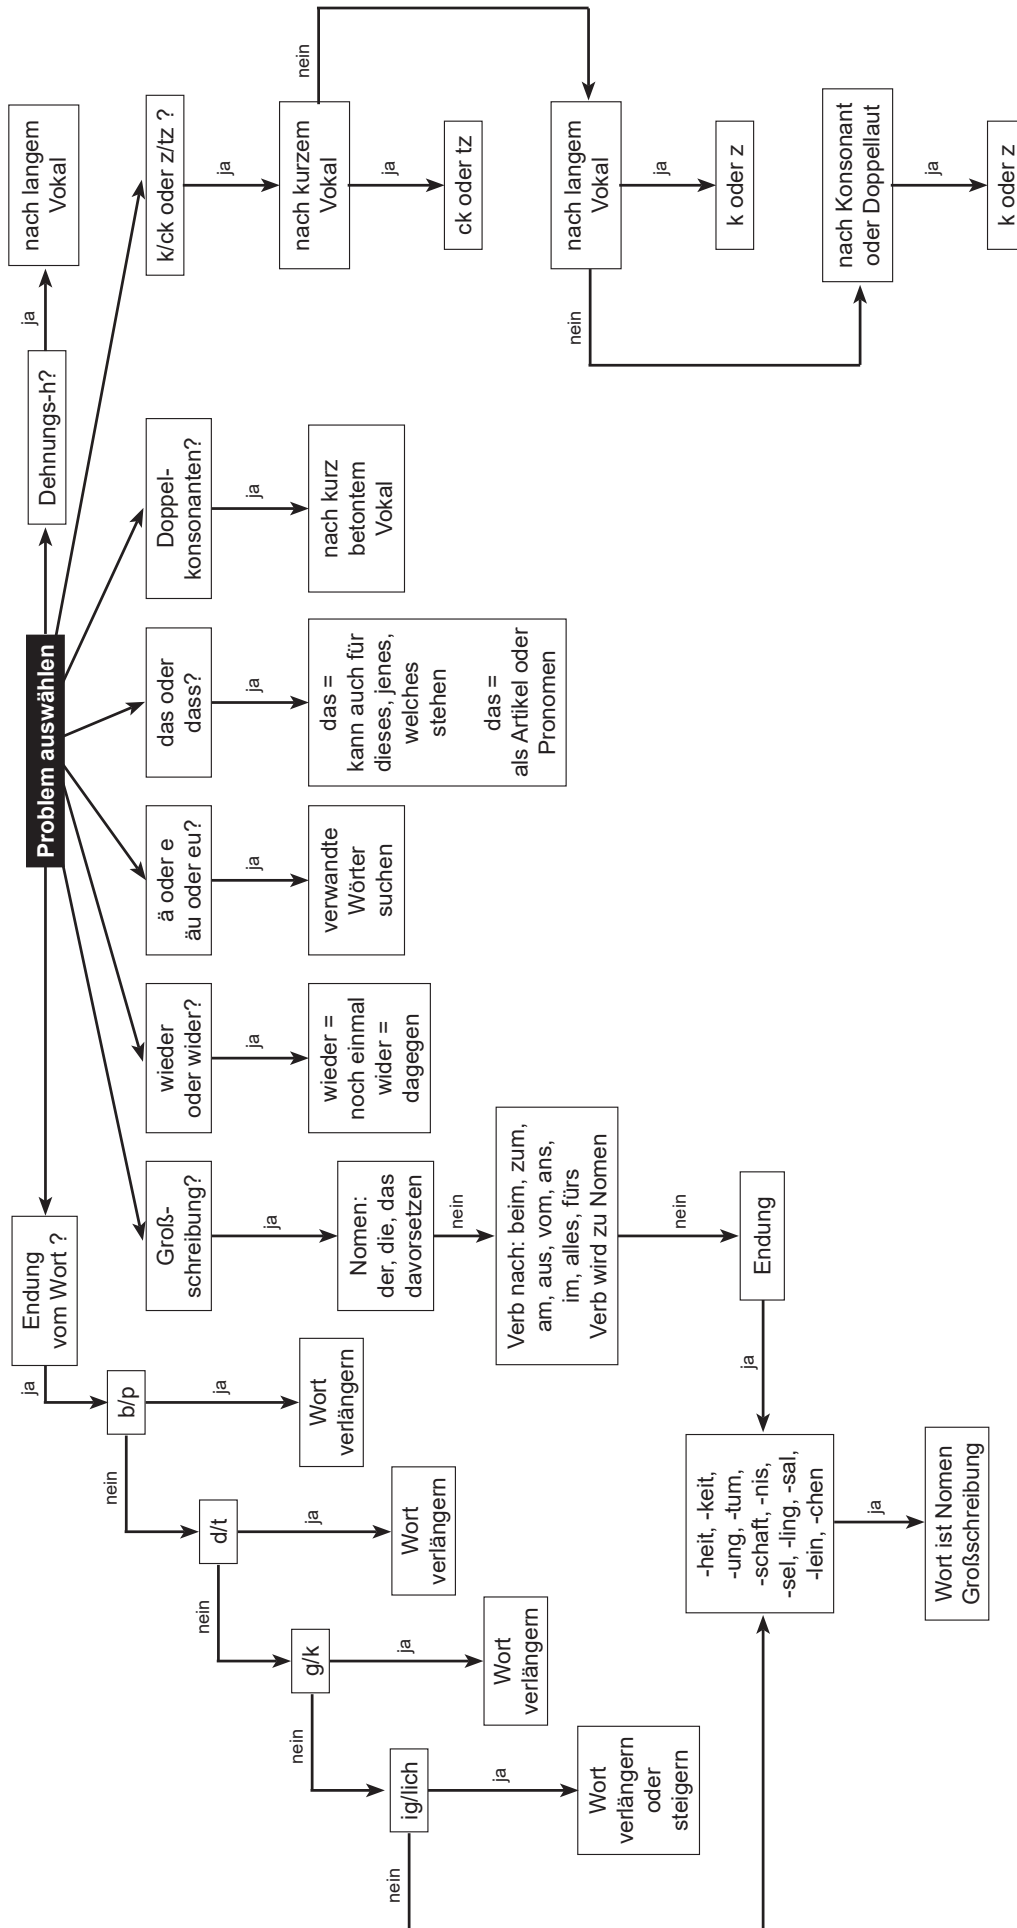 Problem auswählen
Endung
vom Wort ?
ja
b/p
ja
Wort
verlängern
nein
d/t
ja
Wort
verlängern
nein
g/k
ja
Wort
verlängern
nein
ig/lich
ja
Wort
verlängern
oder
steigern
nein
Groß-
schreibung?
ja
Nomen:
der, die, das
davorsetzen
nein
Verb nach: beim, zum,
am, aus, vom, ans,
im, alles, fürs
Verb wird zu Nomen
nein
Endung
ja
-heit, -keit,
-ung, -tum,
-schaft, -nis,
-sel, -ling, -sal,
-lein, -chen
ja
Wort ist Nomen
Großschreibung
wieder
oder wider?
ja
wieder =
noch einmal
wider =
dagegen
ä oder e
äu oder eu?
ja
verwandte
Wörter
suchen
das oder
dass?
ja
das =
kann auch für
dieses, jenes,
welches
stehen
das =
als Artikel oder
Pronomen
Doppel-
konsonanten?
ja
nach kurz
betontem
Vokal
Dehnungs-h?
ja
nach langem
Vokal
k/ck oder z/tz ?
ja
nach kurzem
Vokal
ja
ck oder tz
nein
nach langem
Vokal
ja
k oder z
nein
nach Konsonant
oder Doppellaut
ja
k oder z